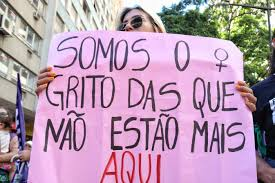 SOMOS O ♀
GRITO DAS QUE
NÃO ESTÃO MAIS
AQUI